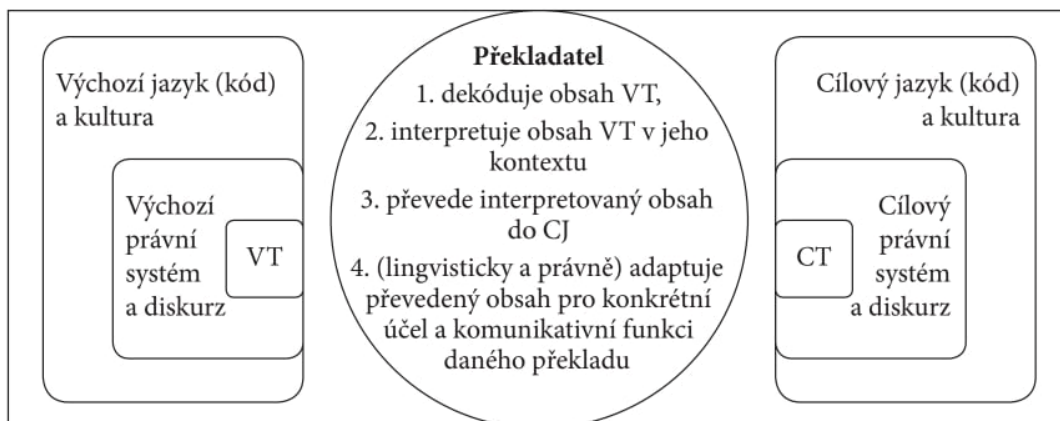 Výchozí jazyk (kód)
a kultura
Výchozí
právní
systém
a diskurz
VT
Překladatel
1. dekóduje obsah VT,
2. interpretuje obsah VT v jeho
kontextu
3. převede interpretovaný obsah
do CJ
4. (lingvisticky a právně) adaptuje
převedený obsah pro konkrétní
účel a komunikativní funkci
daného překladu
Cílový jazyk (kód)
a kultura
Cílový
právní
systém
a diskurz
CT